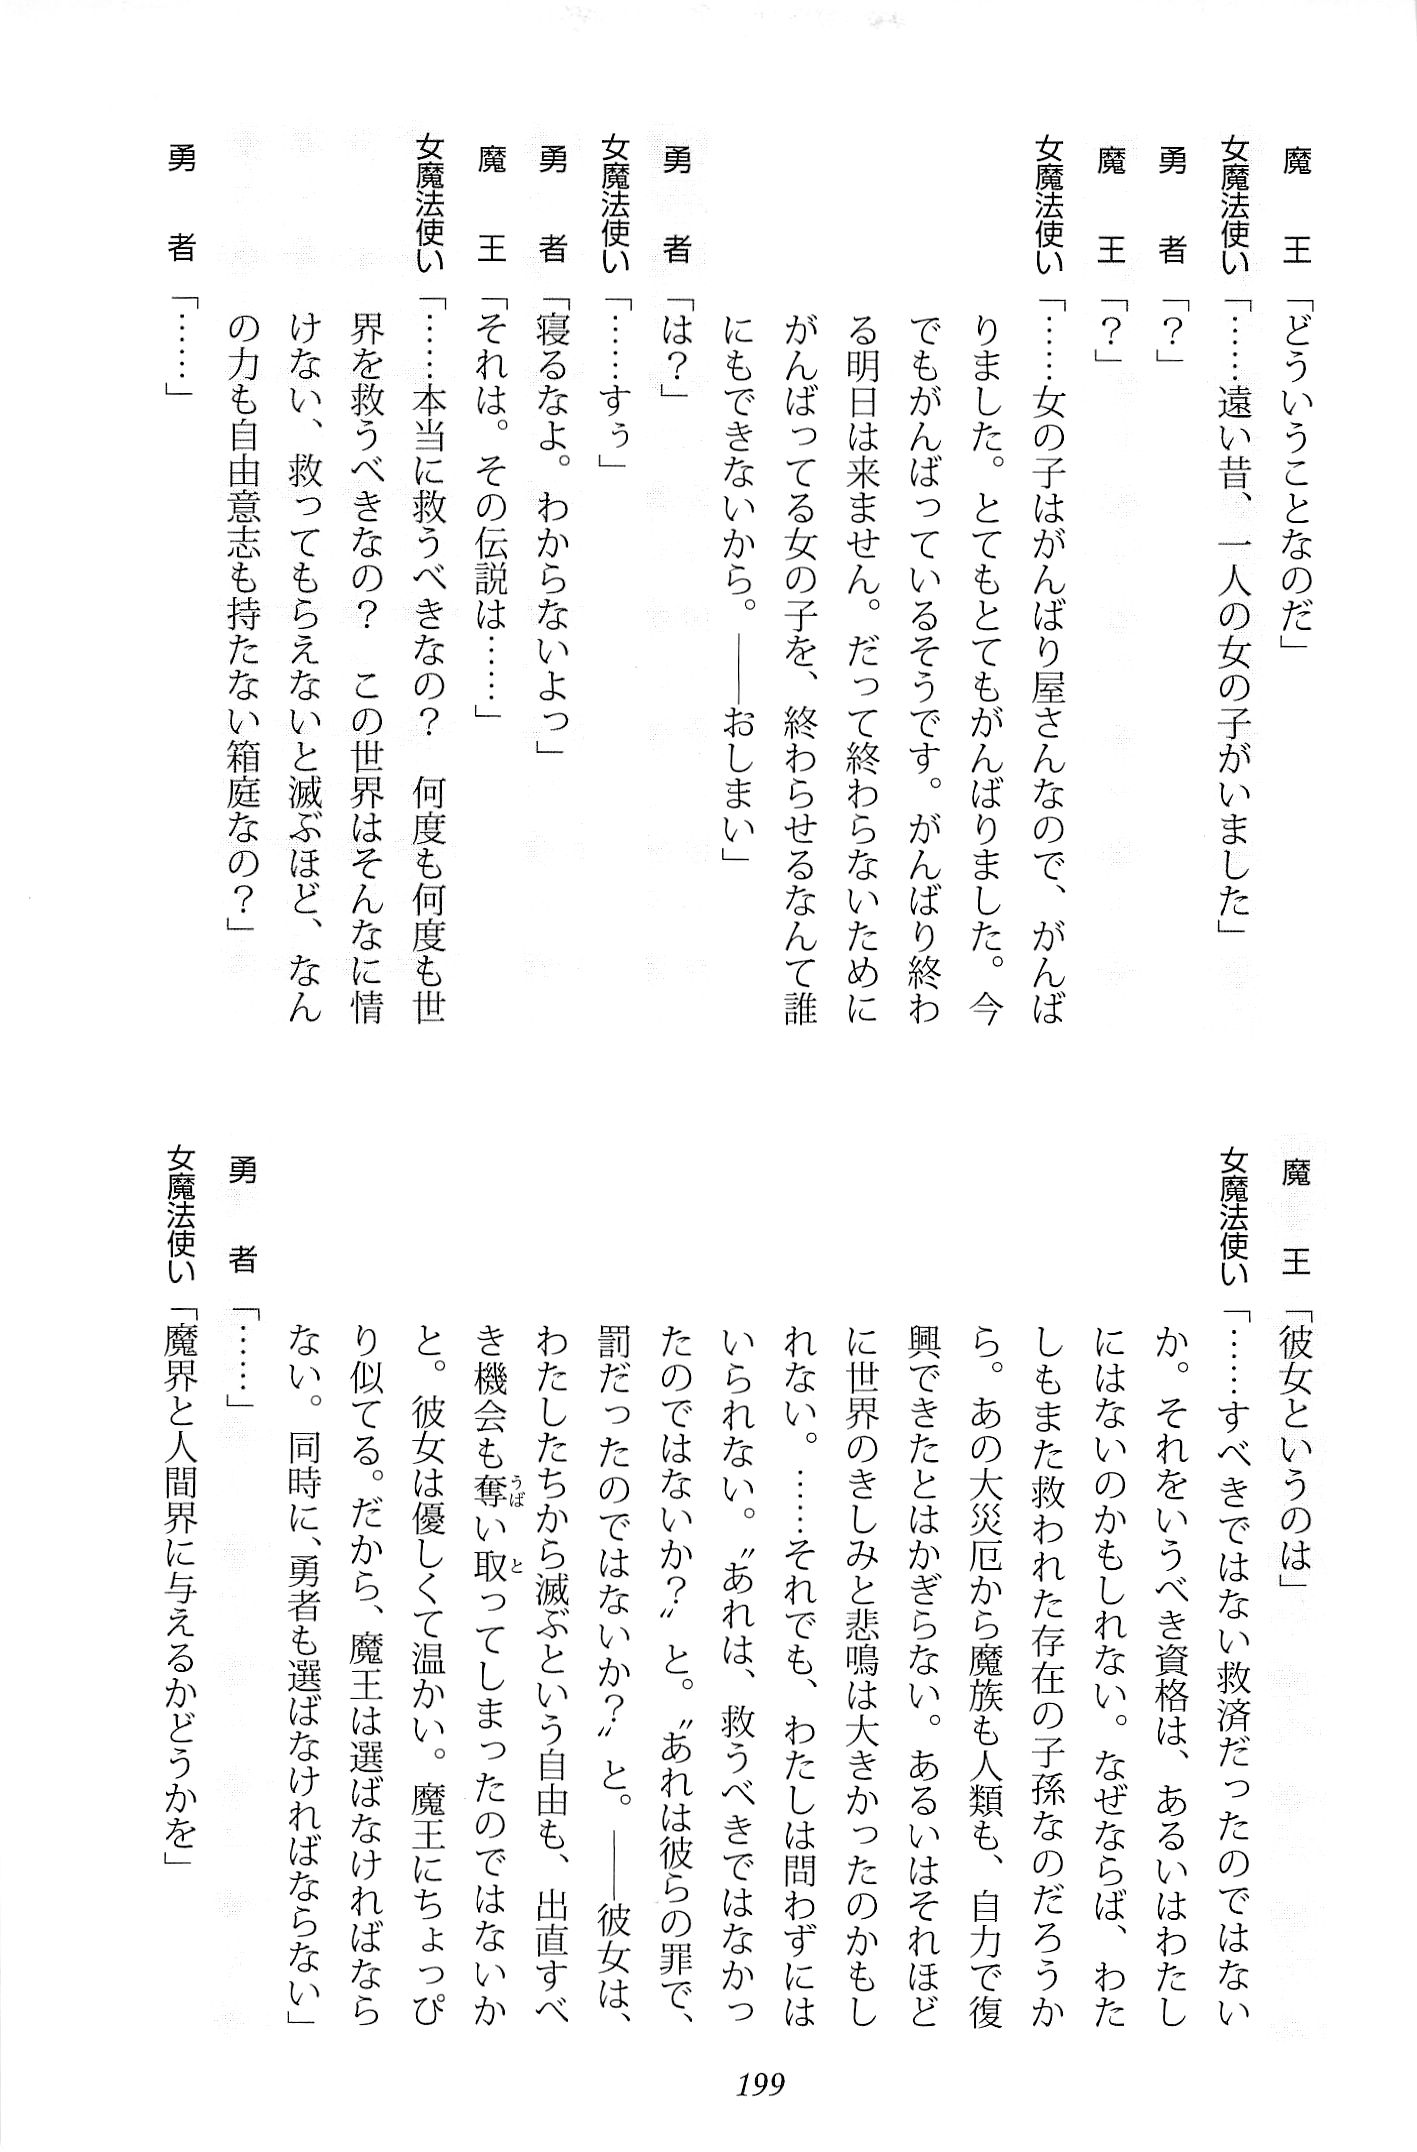 魔　王「どういうことなのだ」
女魔法使い「……遠い昔、一人の女の子がいました」
勇　者「？」
魔　王「？」
女魔法使い「……女の子はがんばり屋さんなので、がんば
りました。とてもとてもがんばりました。今
でもがんばっているそうです。がんばり終わ
る明日は来ません。だって終わらないために
がんばってる女の子を、終わらせるなんて誰
にもできないから。――おしまい」
勇　者「は？」
女魔法使い「……すぅ」
勇　者「寝るなよ。わからないよっ」
魔　王「それは。その伝説は……」
女魔法使い「……本当に救うべきなの？　何度も何度も世
界を救うべきなの？　この世界はそんなに情
けない、救ってもらえないと滅ぶほど、なん
の力も自由意志も持たない箱庭なの？」
勇　者「……」
魔　王「彼女というのは」
女魔法使い「……すべきではない救済だったのではない
か。それをいうべき資格は、あるいはわたし
にはないのかもしれない。なぜならば、わた
しもまた救われた存在の子孫なのだろうか
ら。あの大災厄から魔族も人類も、自力で復
興できたとはかぎらない。あるいはそれほど
に世界のきしみと悲鳴は大きかったのかもし
れない。……それでも、わたしは問わずには
いられない。〝あれは、救うべきではなかっ
たのではないか？〟と。〝あれは彼らの罪で、
罰だったのではないか？〟と。――彼女は、
わたしたちから滅ぶという自由も、出直すべ
き機会も奪い取ってしまったのではないか
と。彼女は優しくて温かい。魔王にちょっぴ
り似てる。だから、魔王は選ばなければなら
ない。同時に、勇者も選ばなければならない」
勇　者「……」
女魔法使い「魔界と人間界に与えるかどうかを」
199